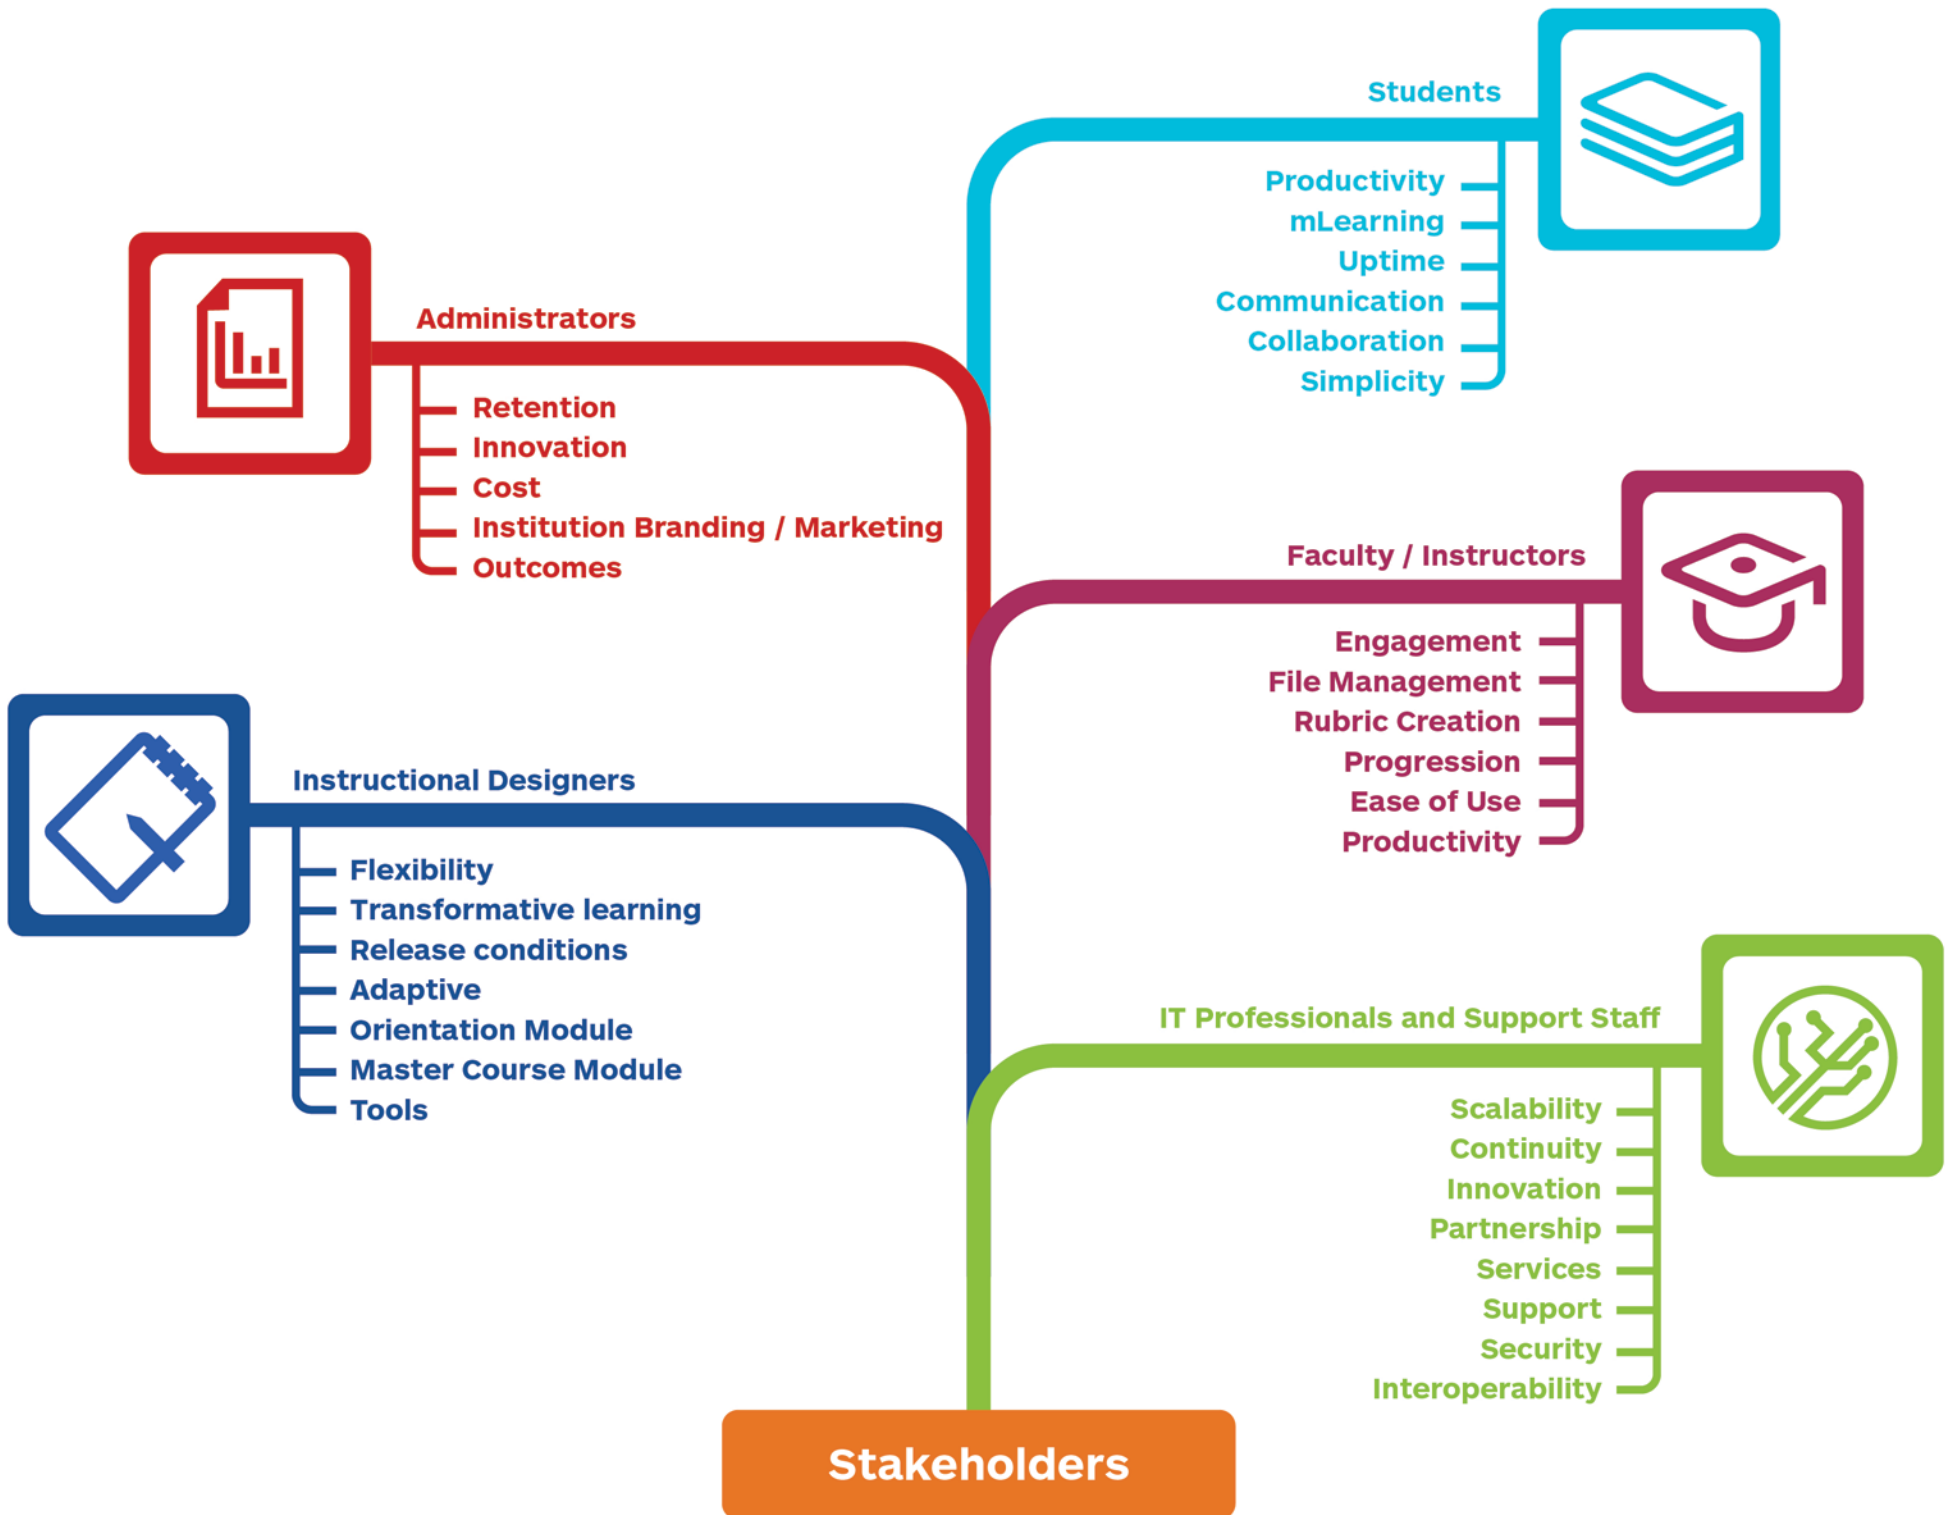 Students
Productivity
mLearning
Uptime
Communication
Collaboration
Simplicity
Administrators
Retention
Innovation
Cost
Institution Branding / Marketing
Outcomes
Faculty / Instructors
Engagement
File Management
Rubric Creation
Progression
Ease of Use
Productivity
Instructional Designers
Flexibility
Transformative learning
Release conditions
Adaptive
Orientation Module
Master Course Module
Tools
IT Professionals and Support Staff
Scalability
Continuity
Innovation
Partnership
Services
Support
Security
Interoperability
Stakeholders